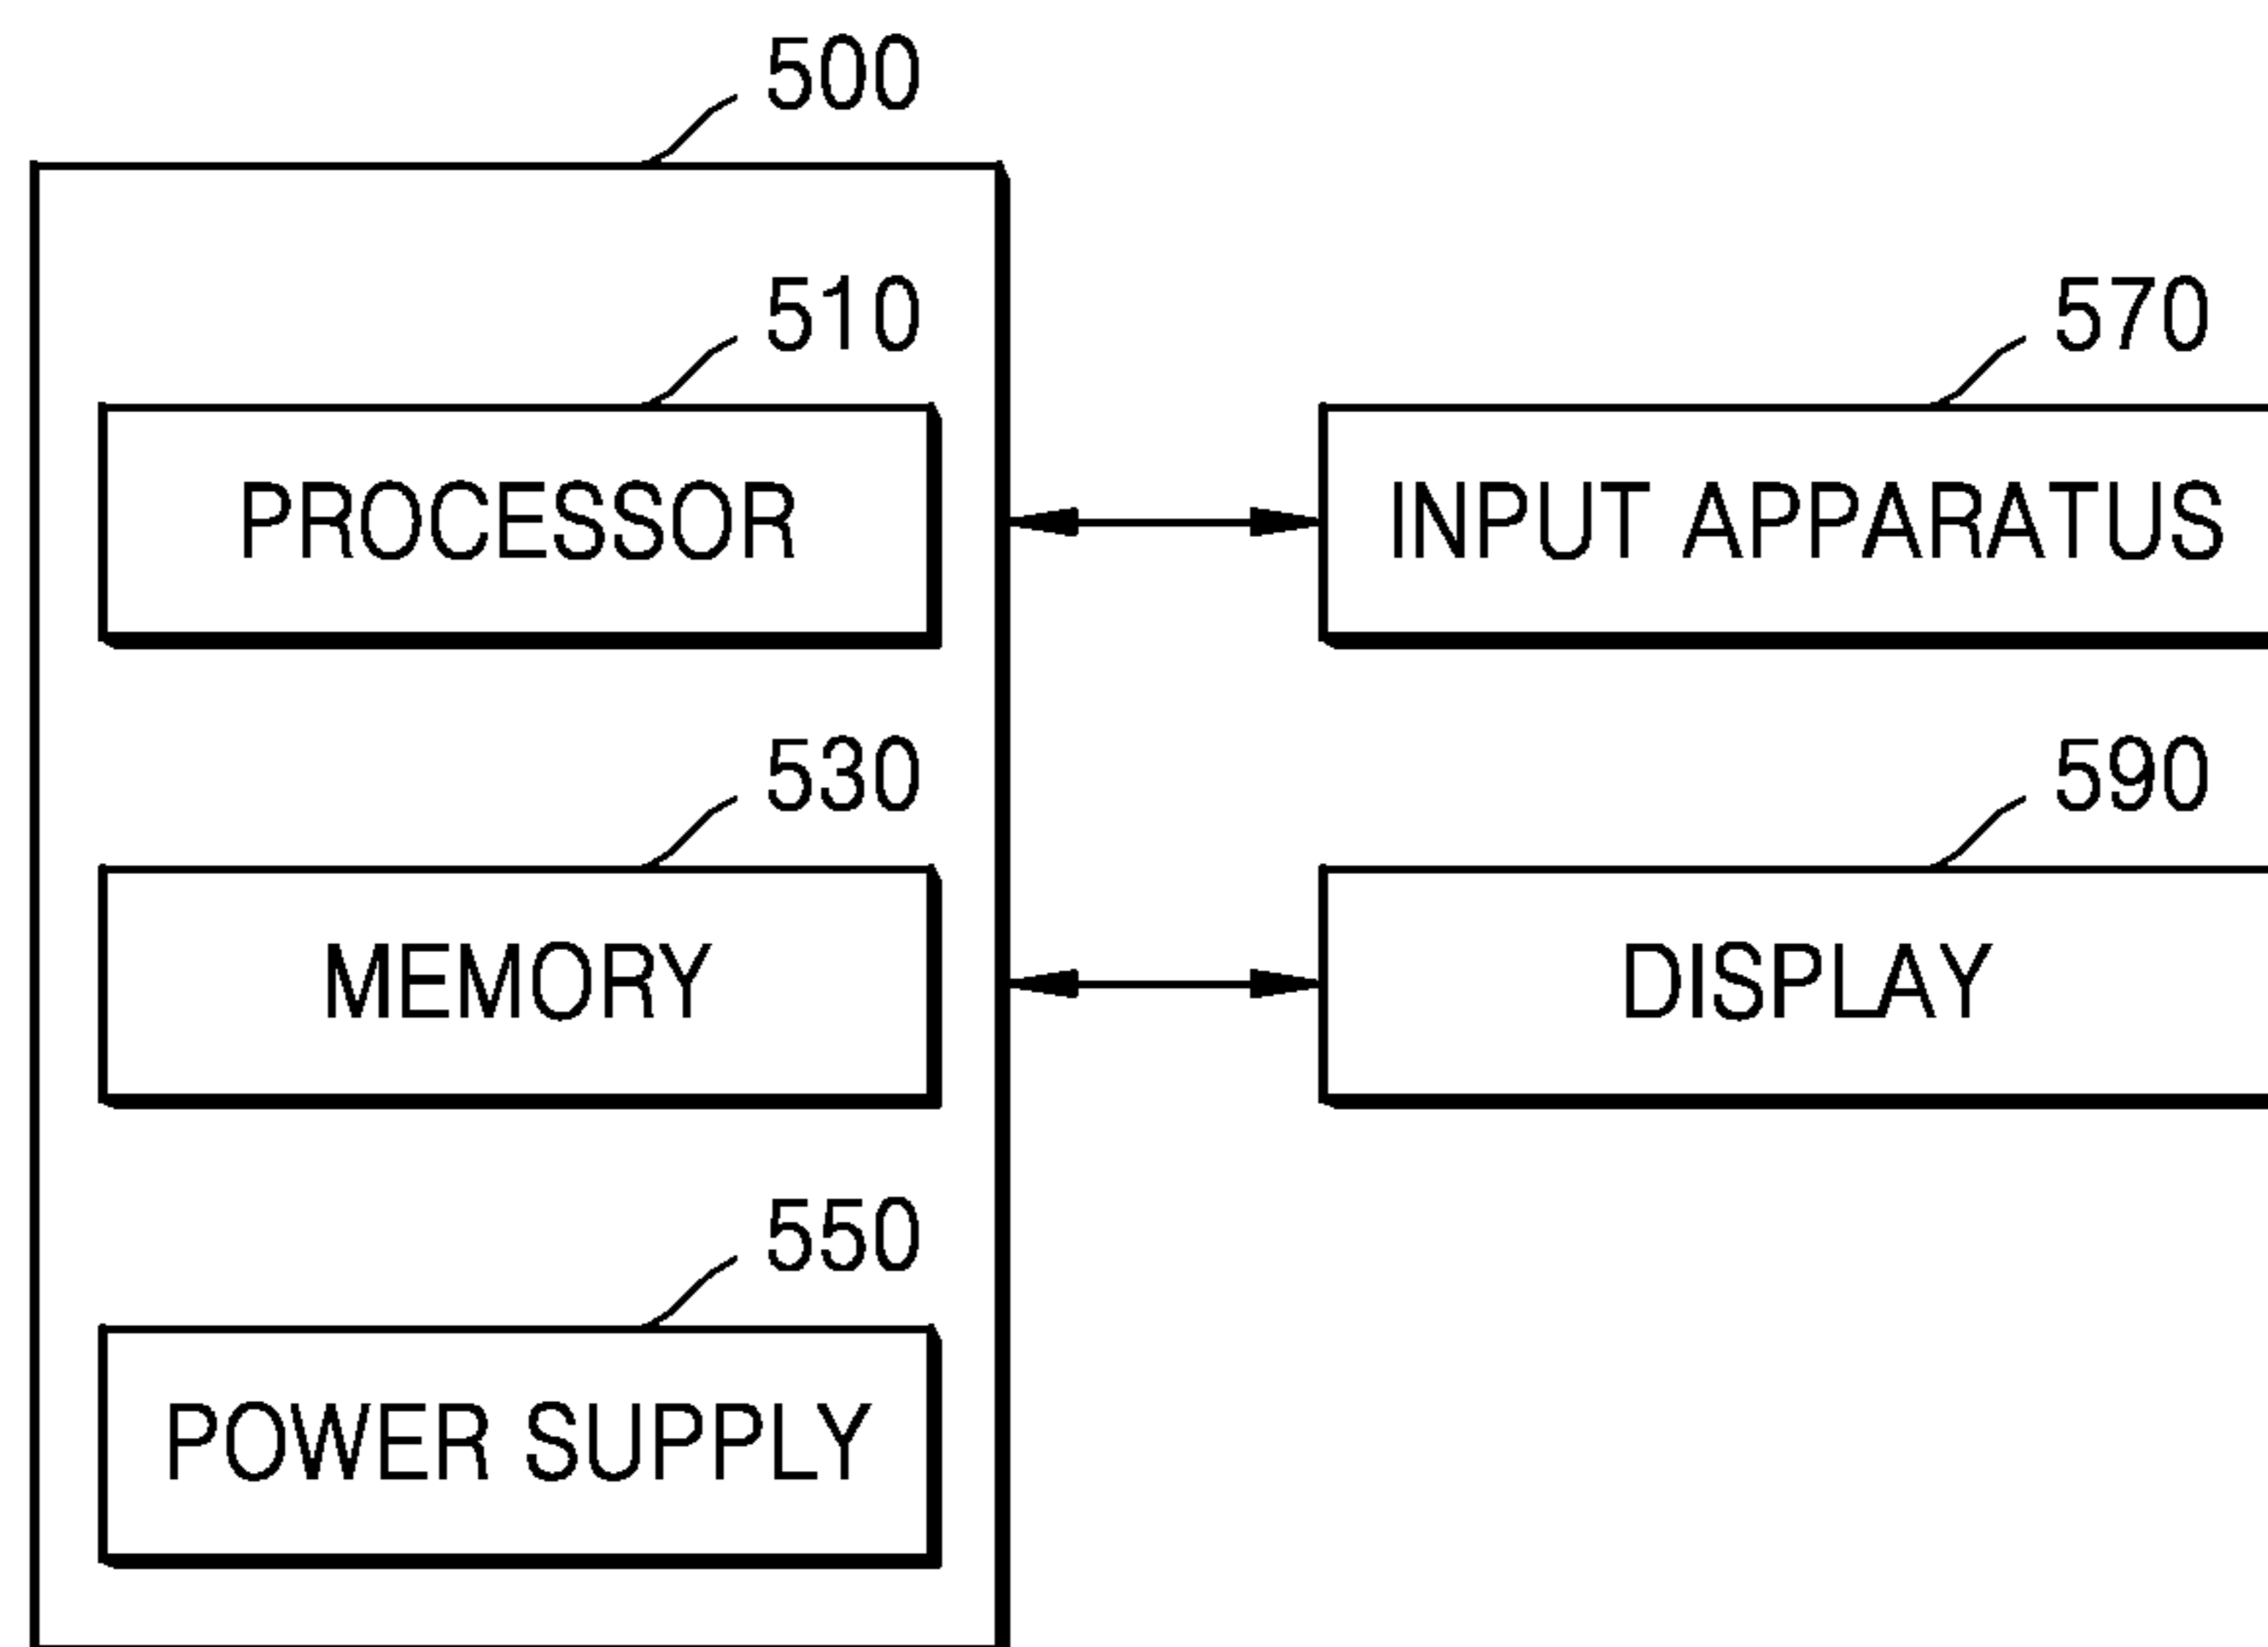 500
510
PROCESSOR
570
INPUT APPARATUS
530
MEMORY
590
DISPLAY
550
POWER SUPPLY